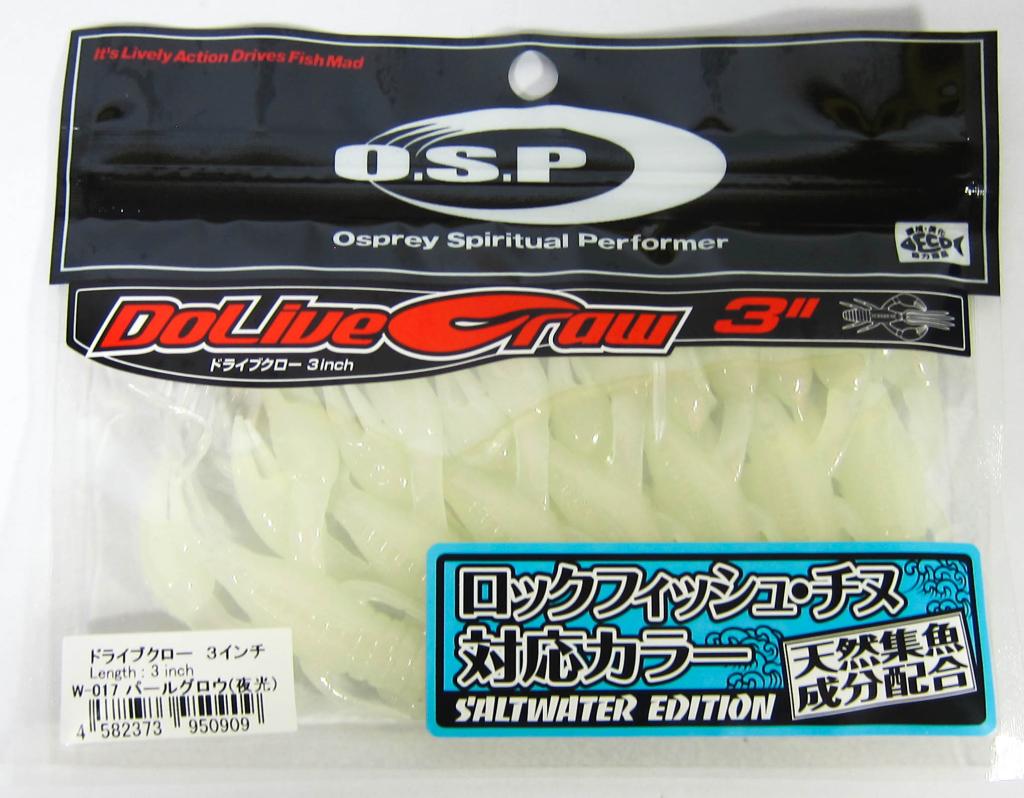 It's Lively Action Drives Fish Mad
O.S.P
Osprey Spiritual Performer
ECO
DoLive Craw 3"
ドライブクロー 3inch
ロックフィッシュ・チヌ
対応カラー
天然集魚
成分配合
SALTWATER EDITION
ドライブクロー 3インチ
Length : 3 inch
W-017 パールグロウ(夜光)
4 582373 950909